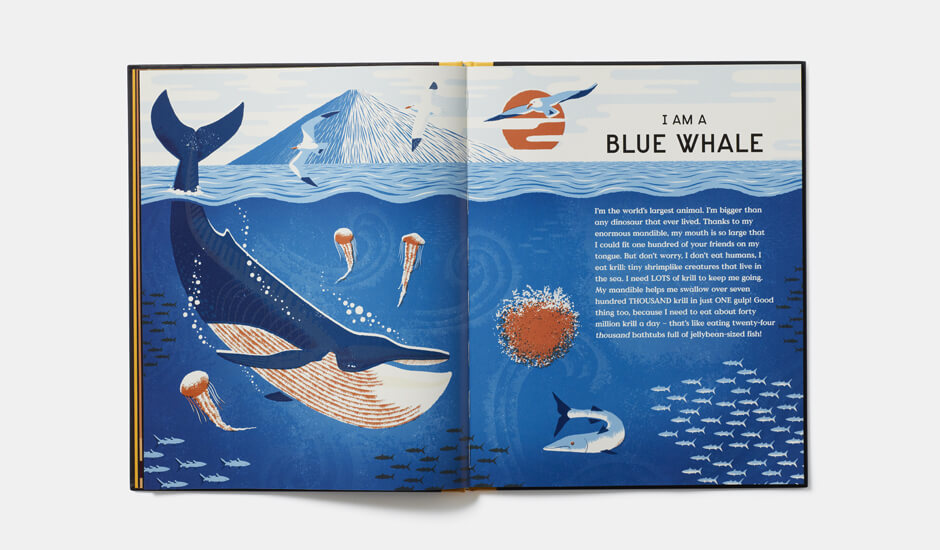 I AM A
BLUE WHALE
I'm the world's largest animal. I'm bigger than
any dinosaur that ever lived. Thanks to my
enormous mandible, my mouth is so large that
I could fit one hundred of your friends on my
tongue. But don't worry, I don't eat humans, I
eat krill: tiny shrimplike creatures that live in
the sea. I need LOTS of krill to keep me going.
My mandible helps me swallow over seven
hundred THOUSAND krill in just ONE gulp! Good
thing too, because I need to eat about forty
million krill a day – that's like eating twenty-four
thousand bathtubs full of jellybean-sized fish!